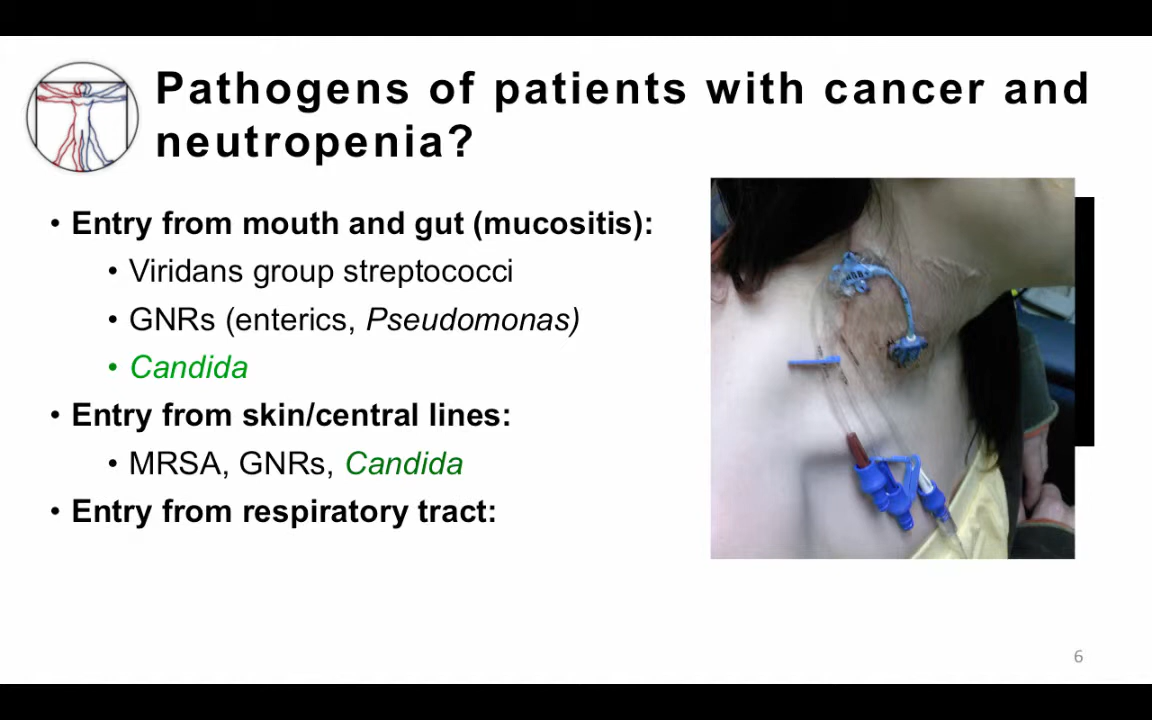 Pathogens of patients with cancer and
neutropenia?
• Entry from mouth and gut (mucositis):
• Viridans group streptococci
• GNRs (enterics, Pseudomonas)
• Candida
• Entry from skin/central lines:
• MRSA, GNRs, Candida
• Entry from respiratory tract:
6